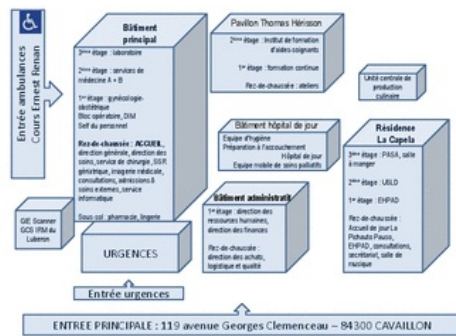 Entrée ambulances
Cours Ernest Renan
Bâtiment
principal
3ème étage : laboratoire
2ème étage : services de
médecine A + B
1er étage : gynécologie-
obstétrique
Bloc opératoire, DIM
Self du personnel
Rez-de-chaussée : ACCUEIL,
direction générale, direction des
soins, service de chirurgie, SSR
gériatrique, imagerie médicale,
consultations, admissions &
soins externes, service
informatique
Sous sol : pharmacie, lingerie
Pavillon Thomas Hérisson
2ème étage : Institut de formation
d'aides-soignants
1er étage : formation continue
Rez-de-chaussée : ateliers
Unité centrale de
production
culinaire
Bâtiment hôpital de jour
Equipe d'hygiène
Préparation à l'accouchement
Hôpital de jour
Equipe mobile de soins palliatifs
Résidence
La Capela
3ème étage : PASA, salle
à manger
2ème étage : USLD
1er étage : EHPAD
Rez-de-chaussée :
Accueil de jour La
Pichoto Pauso,
EHPAD, consultations,
secrétariat, salle de
musique
Bâtiment administratif
1er étage : direction des
ressources humaines,
direction des finances
Rez-de-chaussée :
direction des achats,
logistique et qualité
GIE Scanner
GCS IRM du
Luberon
URGENCES
Entrée urgences
ENTREE PRINCIPALE : 119 avenue Georges Clemenceau – 84300 CAVAILLON